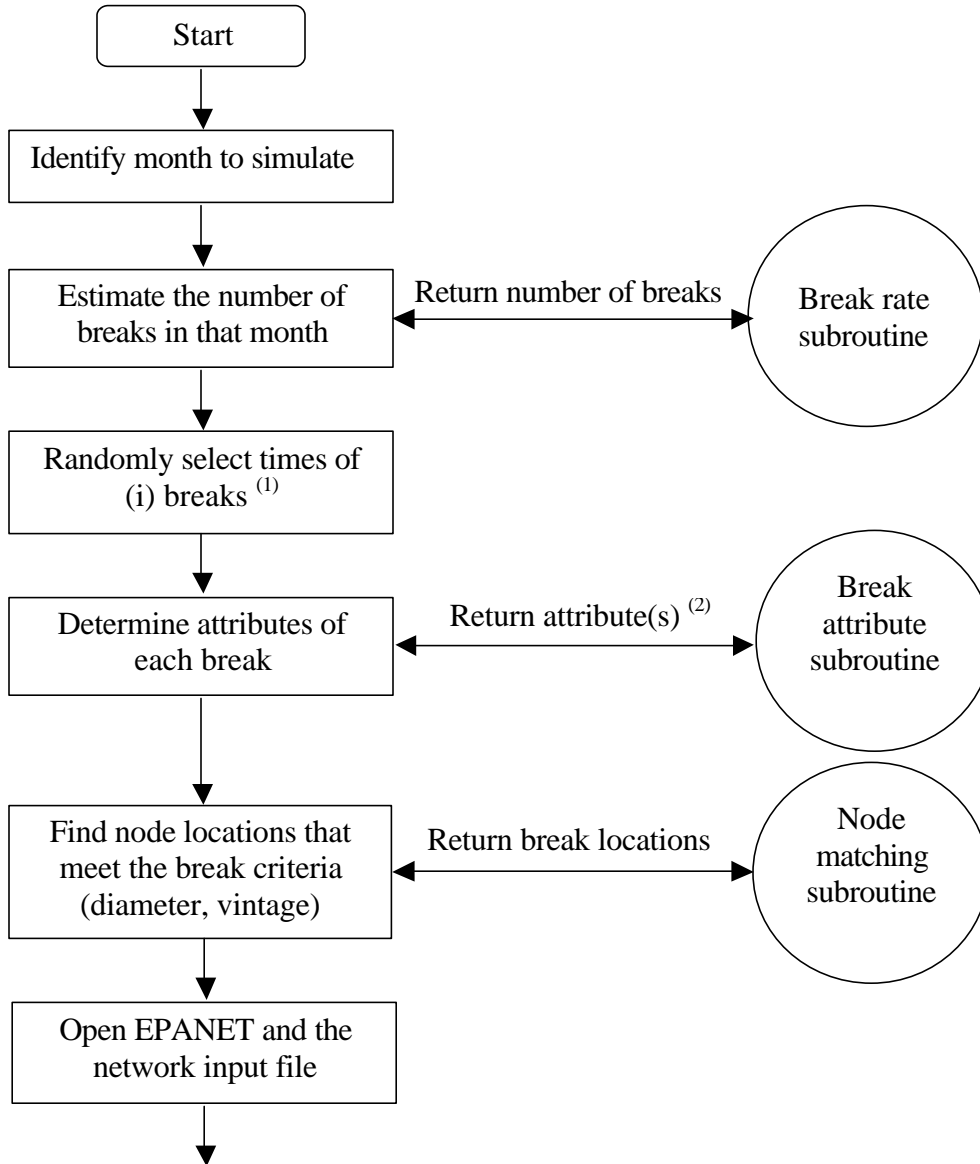 Start
Identify month to simulate
Estimate the number of
breaks in that month
Return number of breaks
Break rate
subroutine
Randomly select times of
(i) breaks (1)
Determine attributes of
each break
Return attribute(s) (2)
Break
attribute
subroutine
Find node locations that
meet the break criteria
(diameter, vintage)
Return break locations
Node
matching
subroutine
Open EPANET and the
network input file